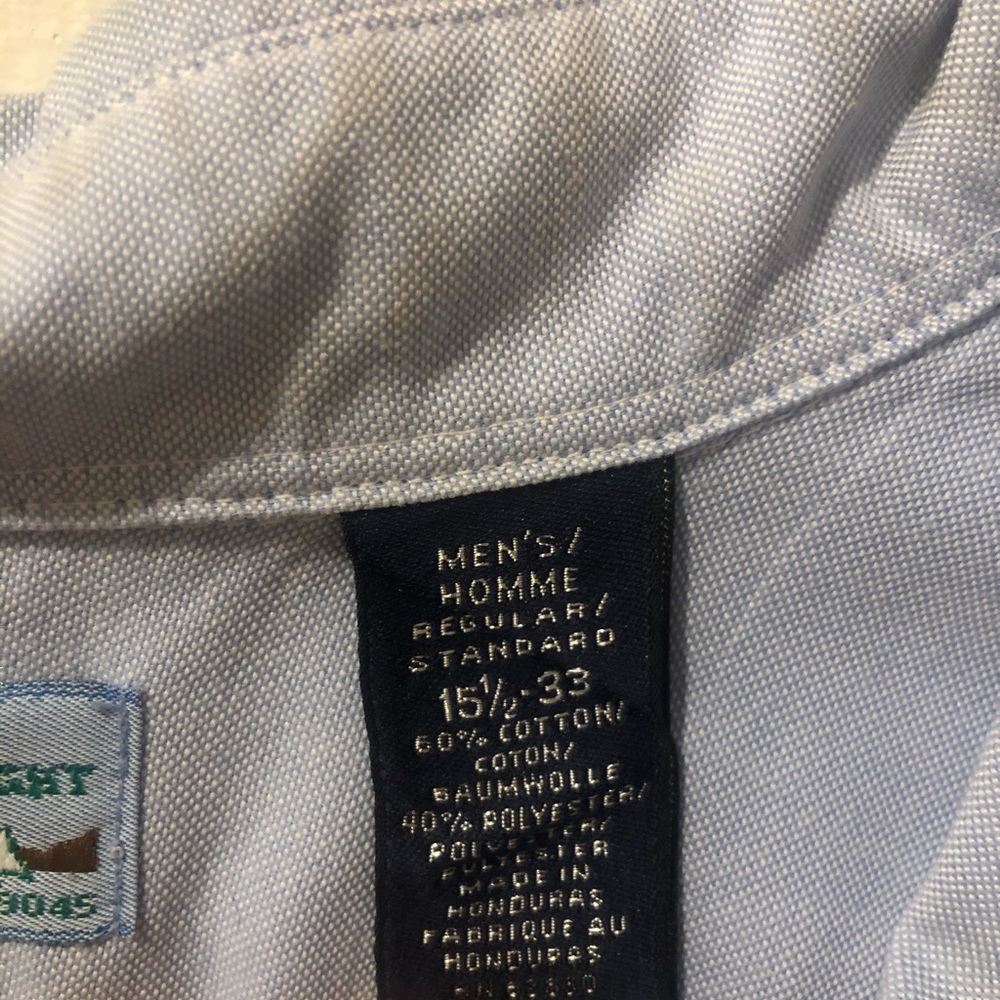 MEN'S/
HOMME
REGULAR/
STANDARD
15½-33
60% COTTON/
COTON/
BAUMWOLLE
40% POLYESTER/
POLYESTER/
POLYESTER
MADE IN
HONDURAS
FABRIQUE AU
HONDURAS